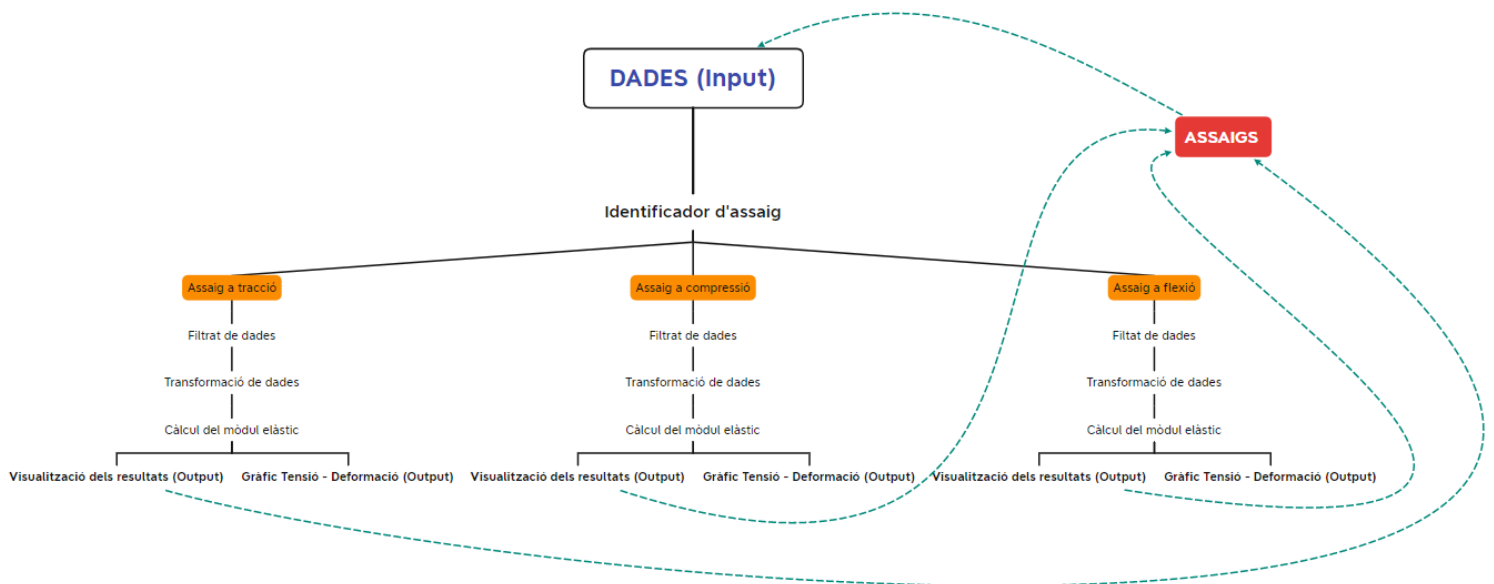 DADES (Input)
ASSAIGS
Identificador d'assaig
Assaig a tracció
Assaig a compressió
Assaig a flexió
Filtrat de dades
Filtrat de dades
Filtat de dades
Transformació de dades
Transformació de dades
Transformació de dades
Càlcul del mòdul elàstic
Càlcul del mòdul elàstic
Càlcul del mòdul elàstic
Visualització dels resultats (Output)
Gràfic Tensió - Deformació (Output)
Visualització dels resultats (Output)
Gràfic Tensió - Deformació (Output)
Visualització dels resultats (Output)
Gràfic Tensió - Deformació (Output)